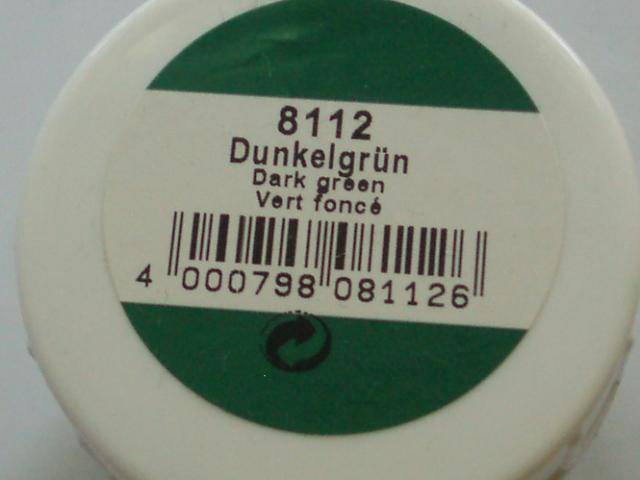 8112
Dunkelgrün
Dark green
Vert foncé
4 000798 081126